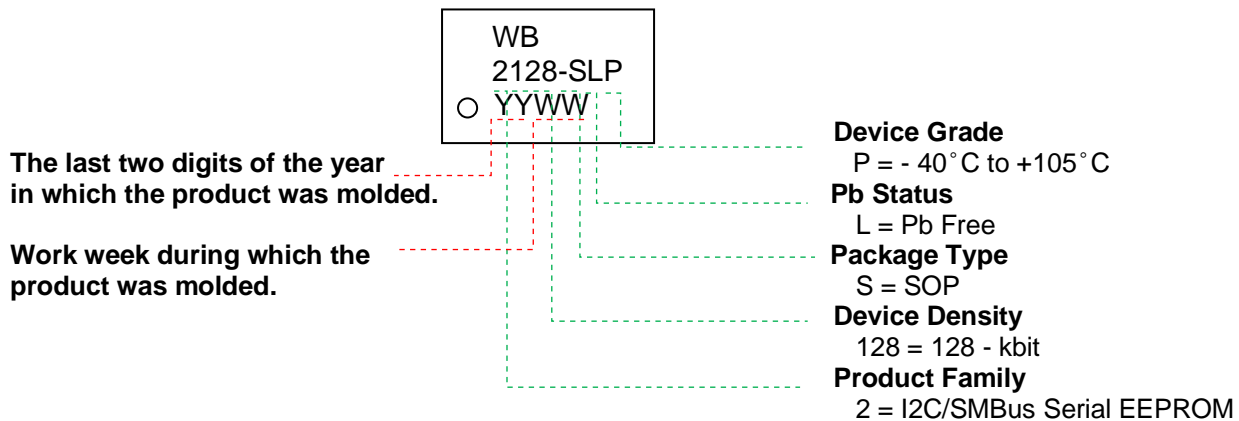 WB
2128-SLP
YYWW
The last two digits of the year
in which the product was molded.
Work week during which the
product was molded.
Device Grade
P = - 40°C to +105°C
Pb Status
L = Pb Free
Package Type
S = SOP
Device Density
128 = 128 - kbit
Product Family
2 = I2C/SMBus Serial EEPROM